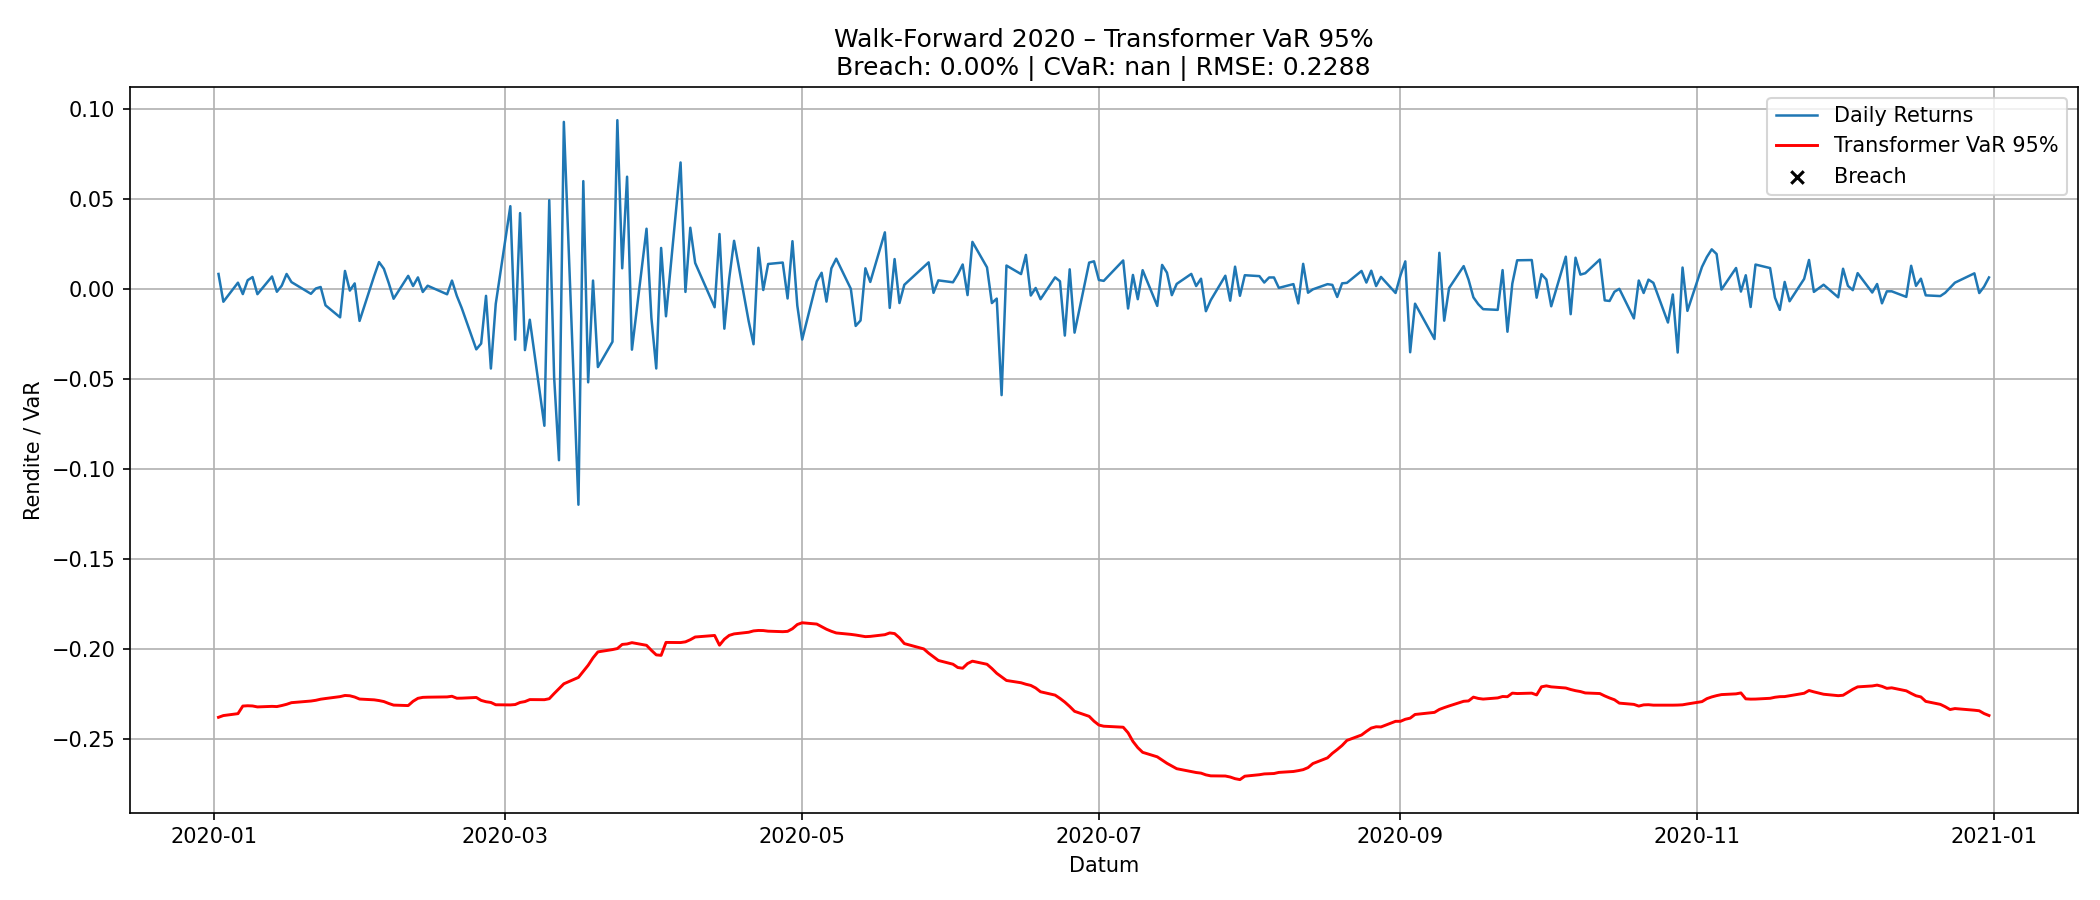 Walk-Forward 2020 – Transformer VaR 95%
Breach: 0.00% | CVaR: nan | RMSE: 0.2288
Daily Returns
Transformer VaR 95%
Breach
Rendite / VaR
0.10
0.05
0.00
−0.05
−0.10
−0.15
−0.20
−0.25
2020-01
2020-03
2020-05
2020-07
2020-09
2020-11
2021-01
Datum